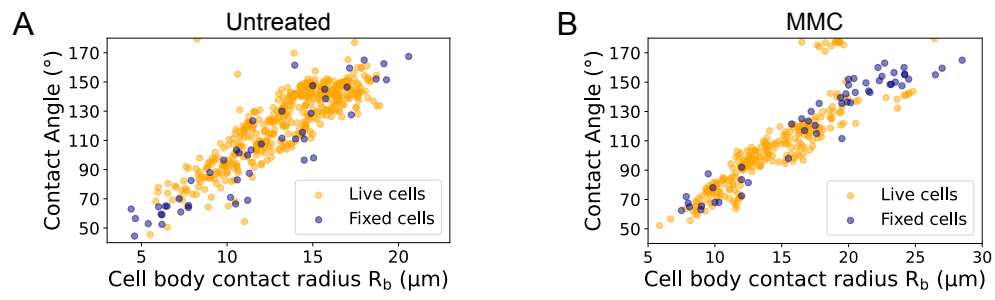 A
Untreated
Contact Angle (°)
170
150
130
110
90
70
50
Live cells
Fixed cells
5
10
15
20
Cell body contact radius R_b (μm)
B
MMC
Contact Angle (°)
170
150
130
110
90
70
50
Live cells
Fixed cells
10
15
20
25
30
Cell body contact radius R_b (μm)